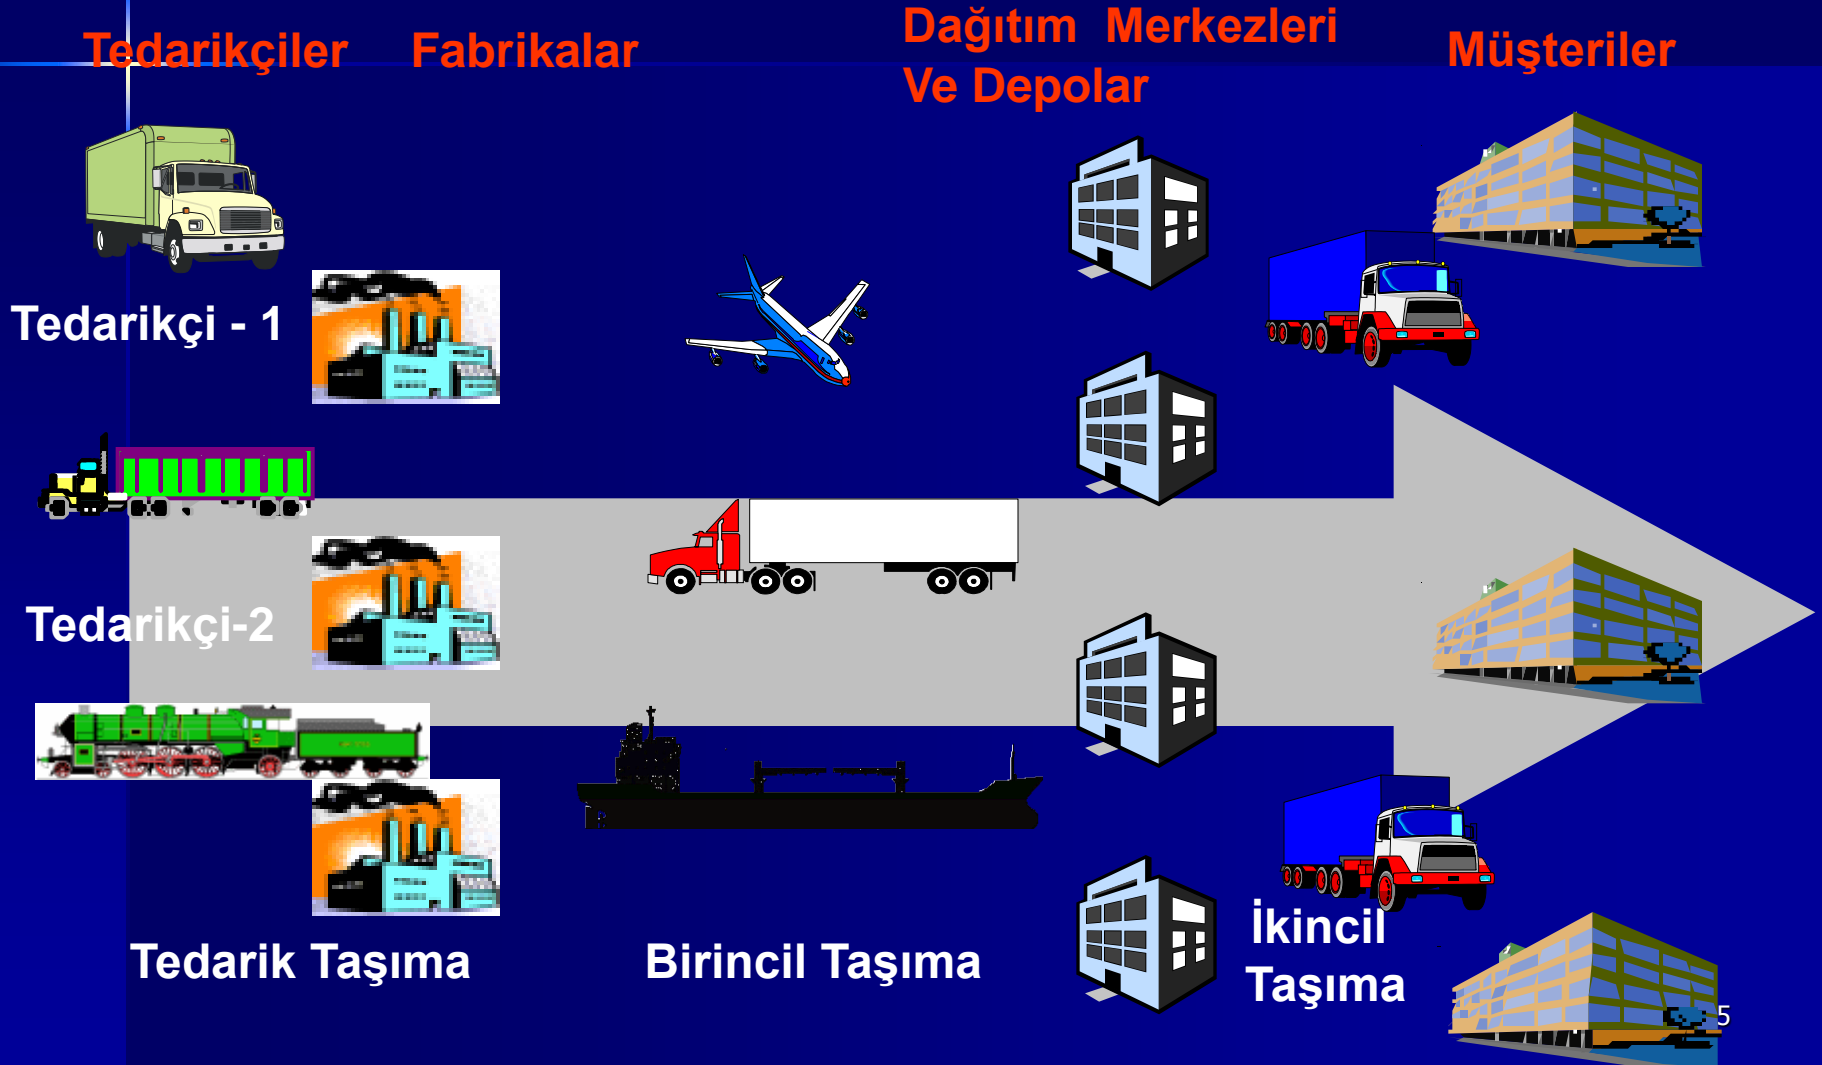 Tedarikçiler
Fabrikalar
Dağıtım Merkezleri
Ve Depolar
Müşteriler
Tedarikçi - 1
Tedarikçi-2
Tedarik Taşıma
Birincil Taşıma
İkincil
Taşıma
5